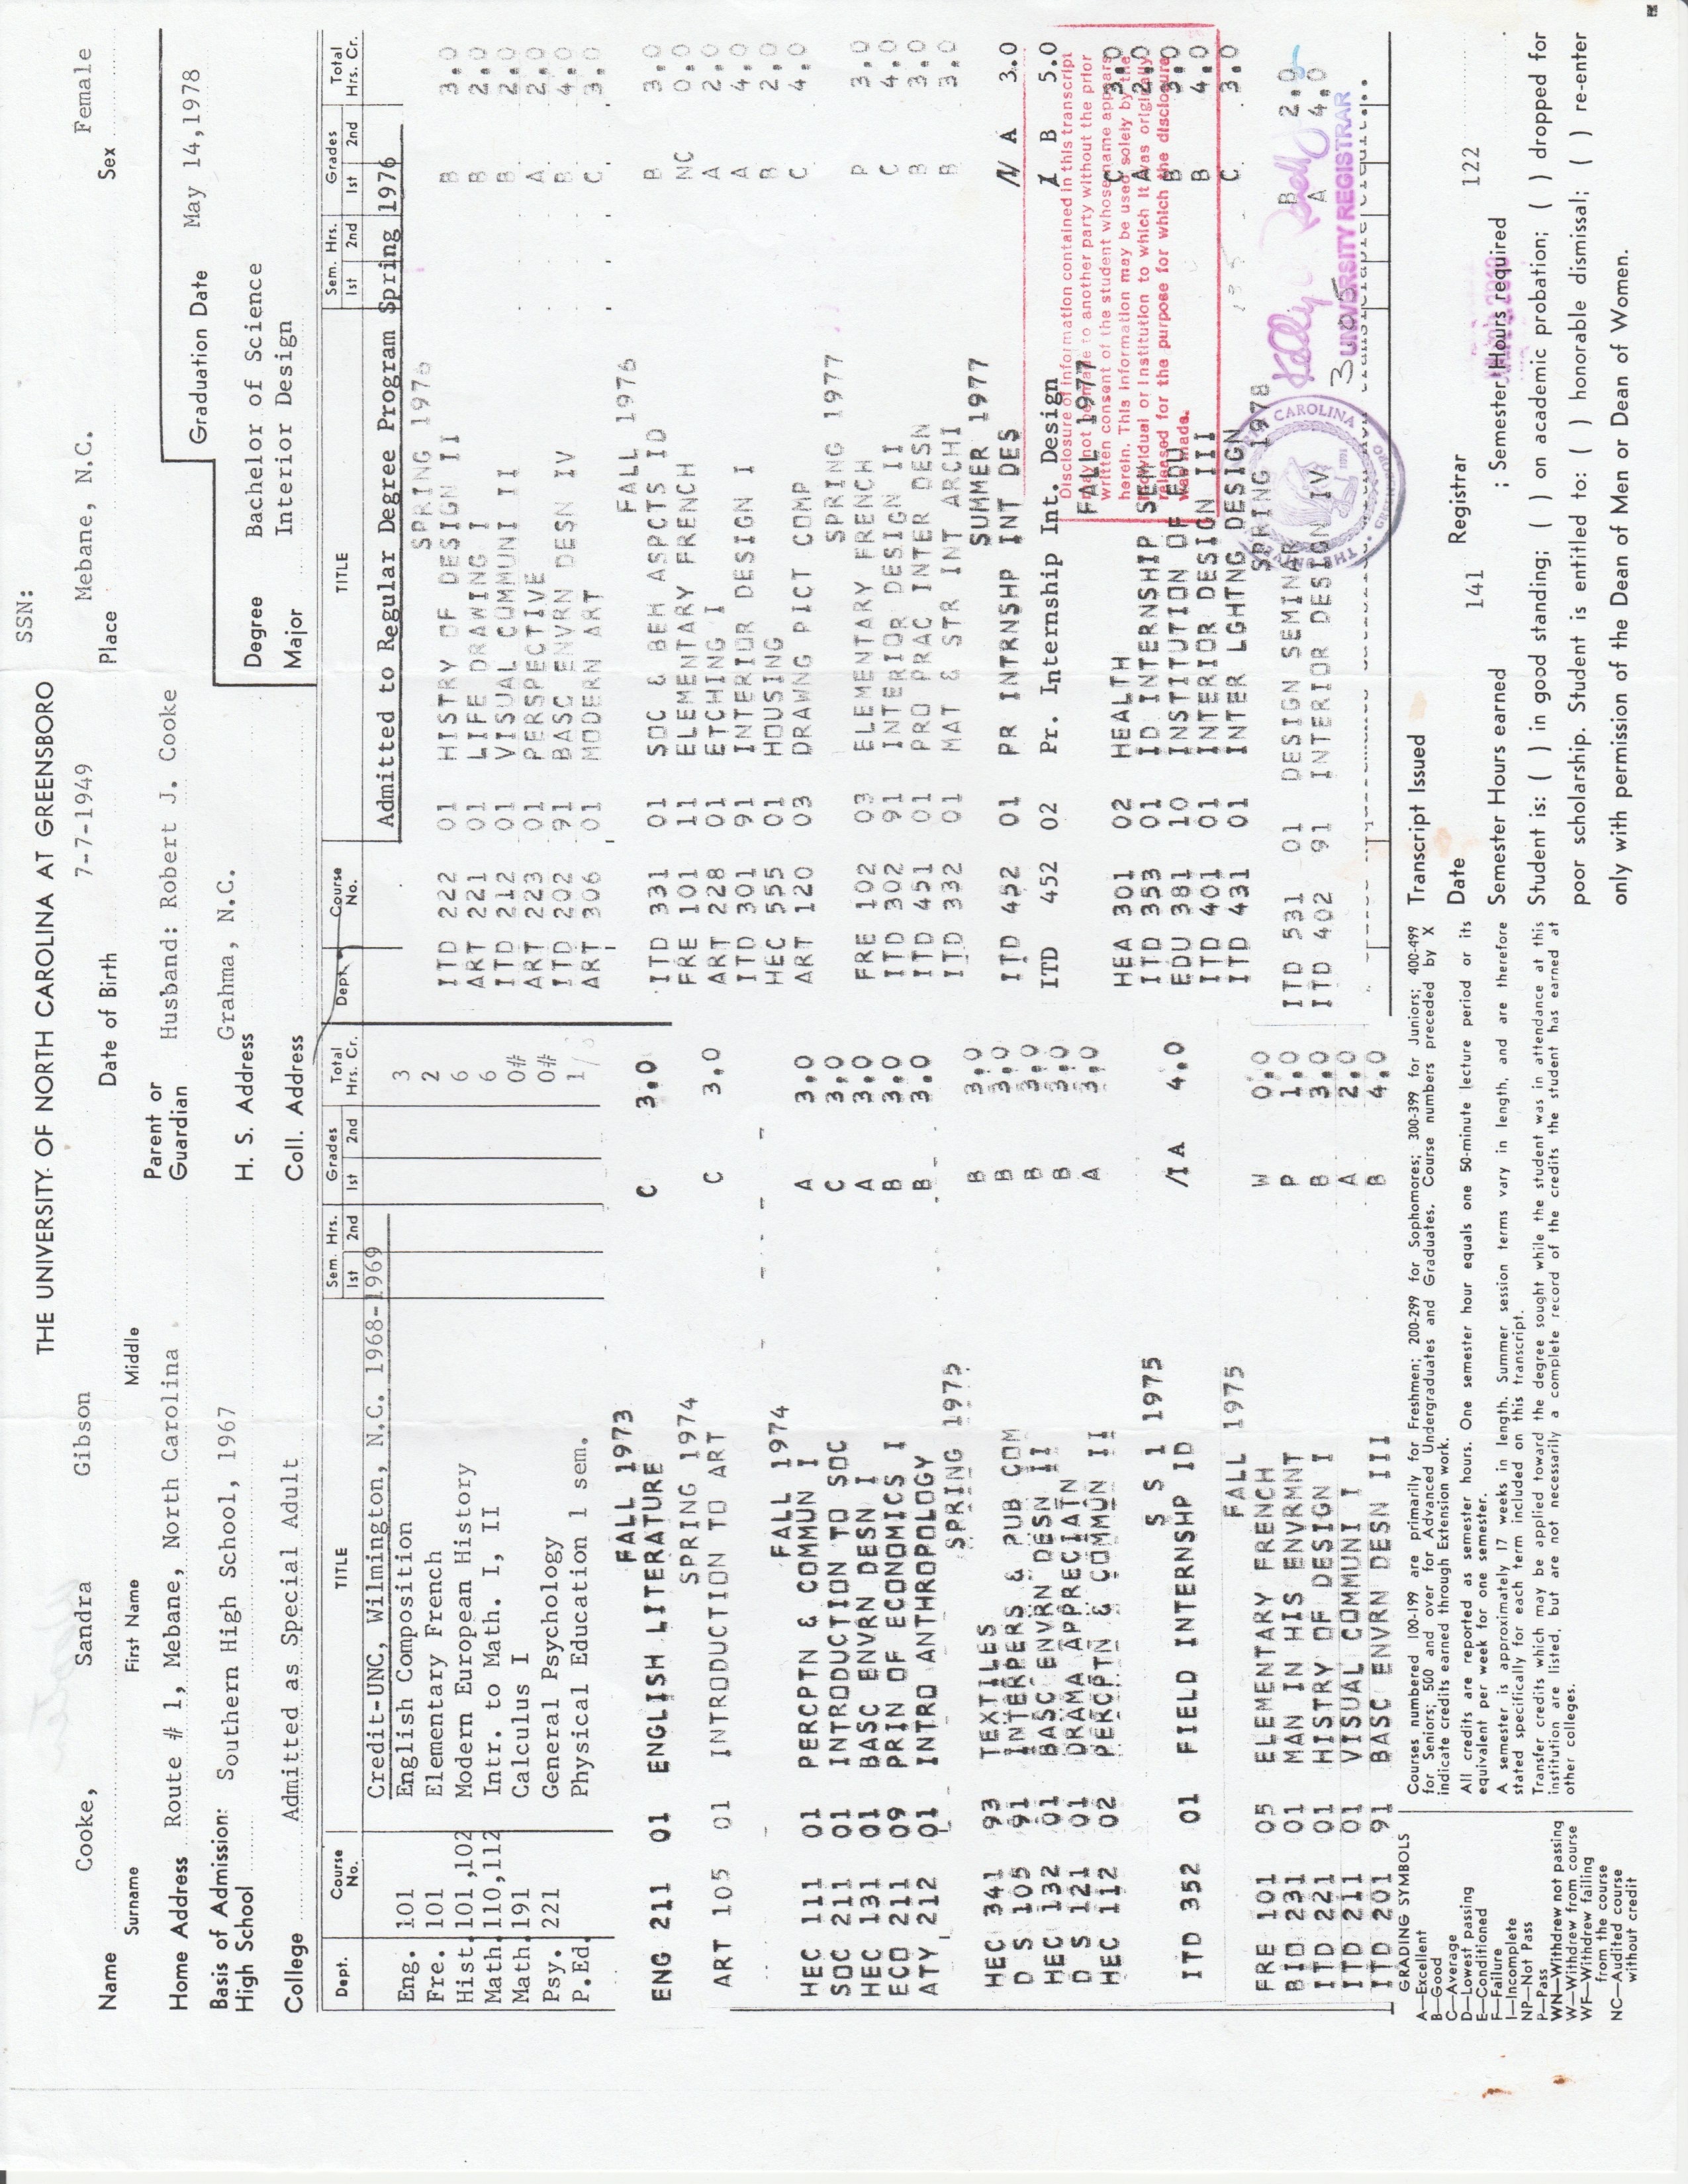 THE UNIVERSITY OF NORTH CAROLINA AT GREENSBORO
SSN:
Name Cooke, Sandra Gibson
Surname First Name Middle
Date of Birth 7-7-1949
Place Mebane, N.C.
Sex Female
Home Address Route # 1, Mebane, North Carolina
Parent or Guardian Husband: Robert J. Cooke
Basis of Admission:
High School Southern High School, 1967
H. S. Address Grahma, N.C.
College Admitted as Special Adult
Coll. Address
Graduation Date May 14,1978
Degree Bachelor of Science
Major Interior Design
Dept. Course No. TITLE Sem. Hrs. 1st 2nd Grades 1st 2nd Total Hrs. Cr.
Credit-UNC, Wilmington, N.C. 1968-1969
Eng. 101 English Composition 3
Fre. 101 Elementary French 2
Hist. 101,102 Modern European History 6
Math. 110,112 Intr. to Math. I, II 6
Math. 191 Calculus I 0#
Psy. 221 General Psychology 0#
P.Ed. Physical Education 1 sem. 1/
FALL 1973
ENG 211 01 ENGLISH LITERATURE C 3.0
SPRING 1974
ART 105 01 INTRODUCTION TO ART C 3.0
FALL 1974
HEC 111 01 PERCPTN & COMMUN I A 3.0
SOC 211 01 INTRODUCTION TO SOC C 3.0
HEC 131 01 BASC ENVRN DESN I A 3.0
ECO 211 09 PRIN OF ECONOMICS I B 3.0
ATY 212 01 INTRO ANTHROPOLOGY B 3.0
SPRING 1975
HEC 341 93 TEXTILES B 3.0
D S 105 91 INTERPERS & PUB COM B 3.0
HEC 132 01 BASC ENVRN DESN II B 3.0
D S 121 01 DRAMA APPRECIATN B 3.0
HEC 112 02 PERCPTN & COMMUN II A 3.0
S S 1 1975
ITD 352 01 FIELD INTERNSHP ID /IA 4.0
FALL 1975
FRE 101 05 ELEMENTARY FRENCH W 0.0
BIO 231 01 MAN IN HIS ENVRMNT P 1.0
ITD 221 01 HISTRY OF DESIGN I B 3.0
ITD 211 01 VISUAL COMMUNI I A 2.0
ITD 201 91 BASC ENVRN DESN III B 4.0
Dept. Course No. TITLE Sem. Hrs. 1st 2nd Grades 1st 2nd Total Hrs. Cr.
Admitted to Regular Degree Program Spring 1976
SPRING 1976
ITD 222 01 HISTRY OF DESIGN II B 3.0
ART 221 01 LIFE DRAWING I B 2.0
ITD 212 01 VISUAL COMMUNI II B 2.0
ART 223 01 PERSPECTIVE A 2.0
ITD 202 91 BASC ENVRN DESN IV B 4.0
ART 306 01 MODERN ART C 3.0
FALL 1976
ITD 331 01 SOC & BEH ASPCTS ID B 3.0
FRE 101 11 ELEMENTARY FRENCH NC 0.0
ART 228 01 ETCHING I A 2.0
ITD 301 91 INTERIOR DESIGN I A 4.0
HEC 555 01 HOUSING B 2.0
ART 120 03 DRAWNG PICT COMP C 4.0
SPRING 1977
FRE 102 03 ELEMENTARY FRENCH P 3.0
ITD 302 91 INTERIOR DESIGN II C 4.0
ITD 451 01 PRO PRAC INTER DESN B 3.0
ITD 332 01 MAT & STR INT ARCHI B 3.0
SUMMER 1977
ITD 452 01 PR INTRNSHP INT DES A 3.0
ITD 452 02 Pr. Internship Int. Design B 5.0
FALL 1977
HEA 301 02 HEALTH C 3.0
ITD 353 01 ID INTERNSHIP SEM A 2.0
EDU 381 10 INSTITUTION OF EDU B 3.0
ITD 401 01 INTERIOR DESIGN III B 4.0
ITD 431 01 INTER LGHTNG DESIGN C 3.0
SPRING 1978
ITD 531 01 DESIGN SEMINAR B 2.0
ITD 402 91 INTERIOR DESIGN IV A 4.0
Disclosure of information contained in this transcript
may not be made to another party without the prior
written consent of the student whose name appears
herein. This information may be used solely by the
individual or institution to which it was originally
released for the purpose for which the disclosure
was made.
UNIVERSITY REGISTRAR
GRADING SYMBOLS
A—Excellent
B—Good
C—Average
D—Lowest passing
E—Conditioned
F—Failure
I—Incomplete
NP—Not Pass
P—Pass
WN—Withdrew not passing
W—Withdrew from course
WF—Withdrew failing
from the course
NC—Audited course
without credit
Courses numbered 100-199 are primarily for Freshmen; 200-299 for Sophomores; 300-399 for Juniors; 400-499
for Seniors; 500 and over for Advanced Undergraduates and Graduates. Course numbers preceded by X
indicate credits earned through Extension work.
All credits are reported as semester hours. One semester hour equals one 50-minute lecture period or its
equivalent per week for one semester.
A semester is approximately 17 weeks in length. Summer session terms vary in length, and are therefore
stated specifically for each term included on this transcript.
Transfer credits which may be applied toward the degree sought while the student was in attendance at this
institution are listed, but are not necessarily a complete record of the credits the student has earned at
other colleges.
Transcript Issued
Date Registrar
Semester Hours earned 141 ; Semester Hours required 122 .
Student is: ( ) in good standing; ( ) on academic probation; ( ) dropped for
poor scholarship. Student is entitled to: ( ) honorable dismissal; ( ) re-enter
only with permission of the Dean of Men or Dean of Women.